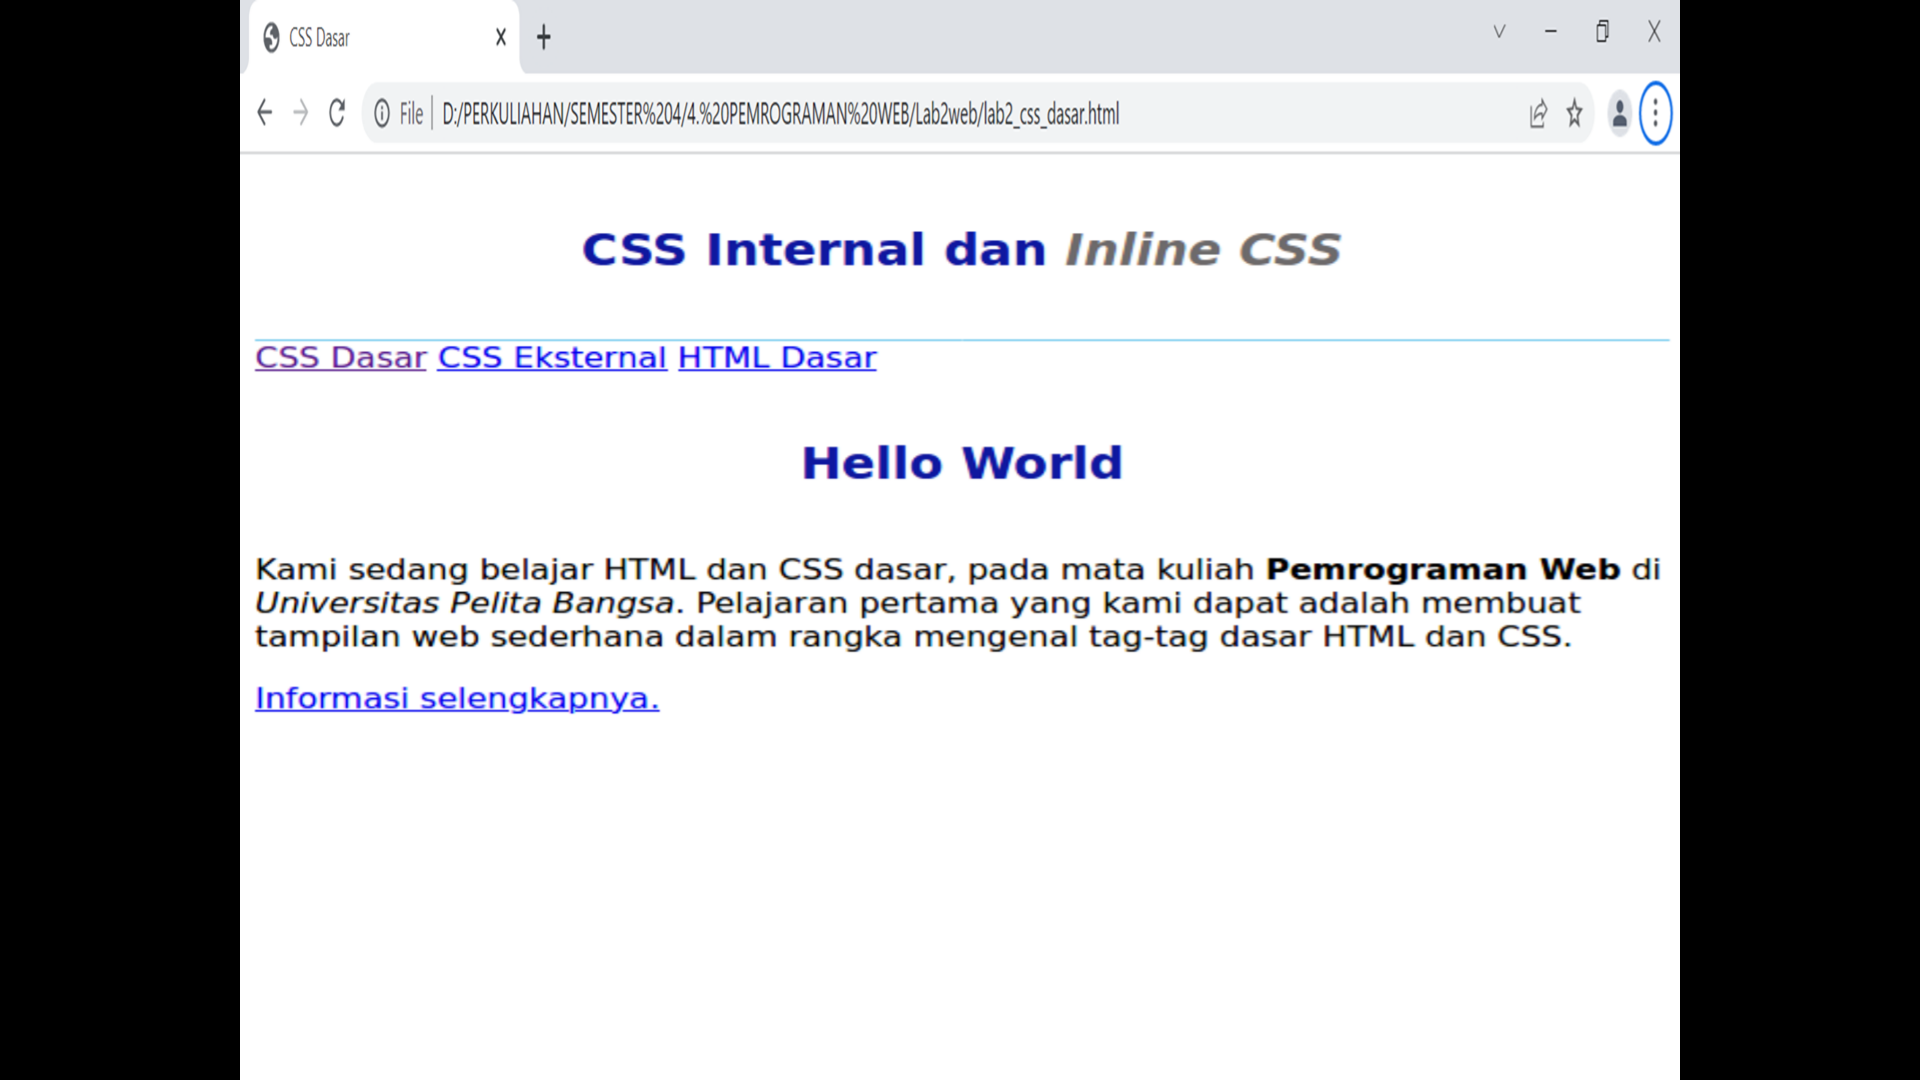 CSS Dasar
File D:/PERKULIAHAN/SEMESTER%204/4.%20PEMROGRAMAN%20WEB/Lab2web/lab2_css_dasar.html
CSS Internal dan Inline CSS
CSS Dasar CSS Eksternal HTML Dasar
Hello World
Kami sedang belajar HTML dan CSS dasar, pada mata kuliah Pemrograman Web di
Universitas Pelita Bangsa. Pelajaran pertama yang kami dapat adalah membuat
tampilan web sederhana dalam rangka mengenal tag-tag dasar HTML dan CSS.
Informasi selengkapnya.